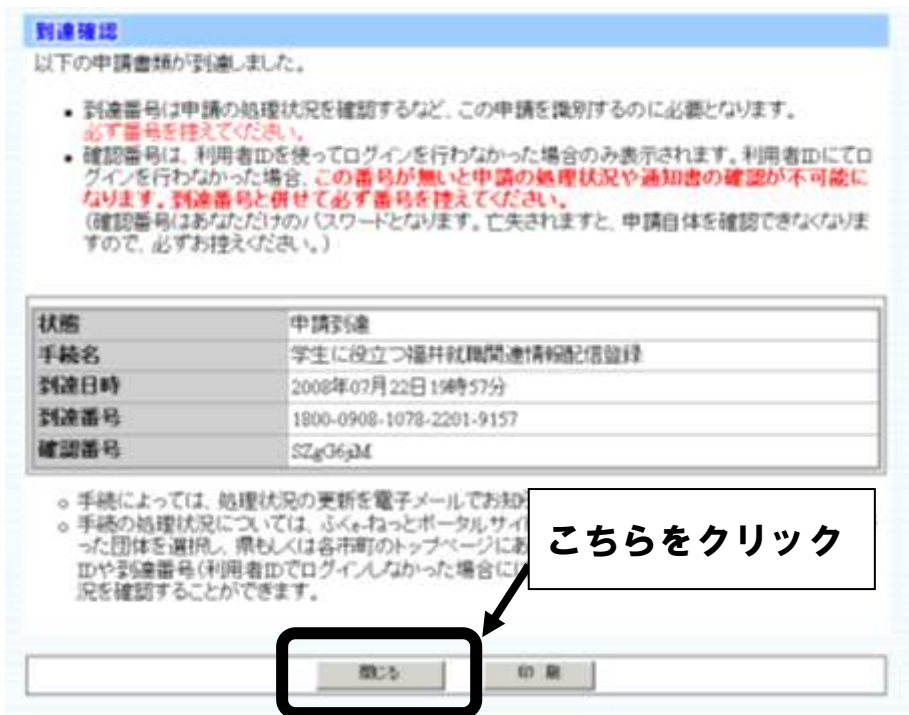 到達確認
以下の申請書類が到達しました。
• 到達番号は申請の処理状況を確認するなど、この申請を識別するのに必要となります。
必ず番号を控えてください。
• 確認番号は、利用者IDを使ってログインを行わなかった場合のみ表示されます。利用者IDにてロ
グインを行わなかった場合、この番号が無いと申請の処理状況や通知書の確認が不可能に
なります。到達番号と併せて必ず番号を控えてください。
(確認番号はあなただけのパスワードとなります。亡失されますと、申請自体を確認できなくなりま
すので、必ずお控えください。)
状態 申請到達
手続名 学生に役立つ福井就職関連情報配信登録
到達日時 2008年07月22日19時57分
到達番号 1800-0908-1078-2201-9157
確認番号
○ 手続によっては、処理状況の更新を電子メールでお知
○ 手続の処理状況については、ふくe-ねっとポータルサイ
った団体を選択し、県もしくは各市町のトップページにあ
IDや到達番号(利用者IDでログインしなかった場合には
況を確認することができます。
こちらをクリック
閉じる 印刷